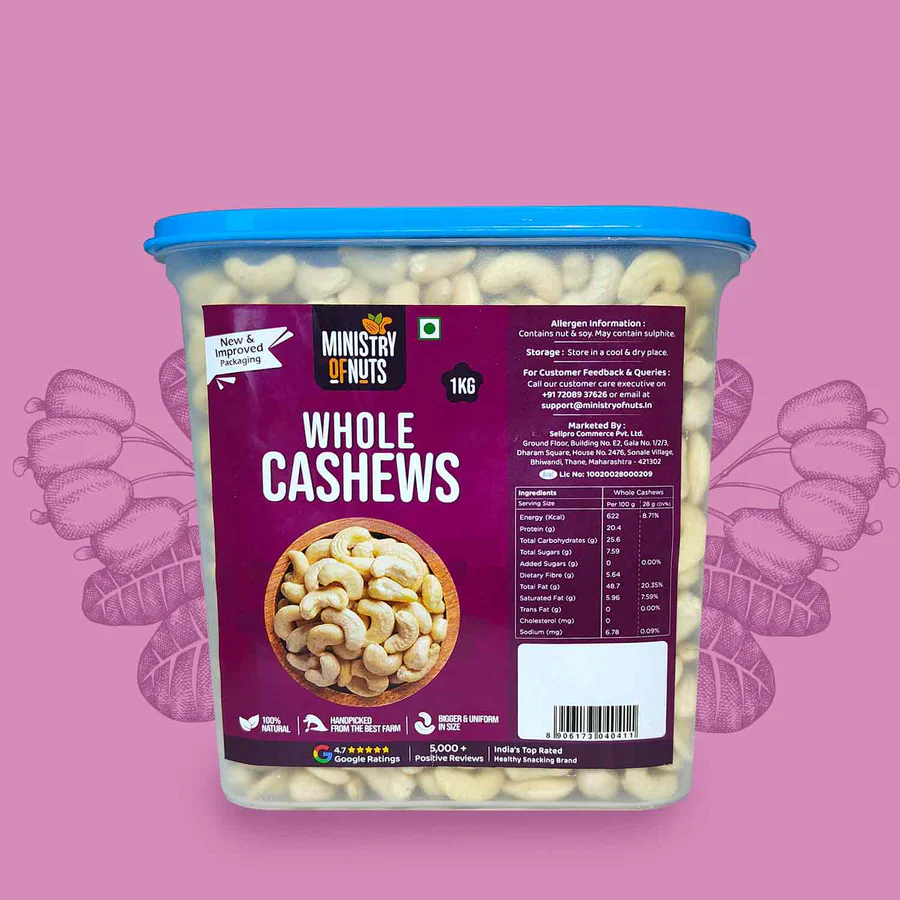 New &
Improved
Packaging
MINISTRY
OF NUTS
1KG
WHOLE
CASHEWS
100%
NATURAL
HANDPICKED
FROM THE BEST FARM
BIGGER & UNIFORM
IN SIZE
4.7
Google Ratings
5,000 +
Positive Reviews
India's Top Rated
Healthy Snacking Brand
Allergen Information :
Contains nut & soy. May contain sulphite.
Storage : Store in a cool & dry place.
For Customer Feedback & Queries :
Call our customer care executive on
+91 72089 37626 or email at
support@ministryofnuts.in
Marketed By :
Sellpro Commerce Pvt. Ltd.
Ground Floor, Building No. E2, Gala No. 1/2/3,
Dharam Square, House No. 2476, Sonale Village,
Bhiwandi, Thane, Maharashtra - 421302
Lic No: 10020028000209
Ingredients Whole Cashews
Serving Size Per 100 g 28 g (DV%)
Energy (Kcal) 622 8.71%
Protein (g) 20.4
Total Carbohydrates (g) 25.6
Total Sugars (g) 7.59
Added Sugars (g) 0 0.00%
Dietary Fibre (g) 5.64
Total Fat (g) 48.7 20.35%
Saturated Fat (g) 5.96 7.59%
Trans Fat (g) 0 0.00%
Cholesterol (mg) 0
Sodium (mg) 6.78 0.09%
8 906173 040411